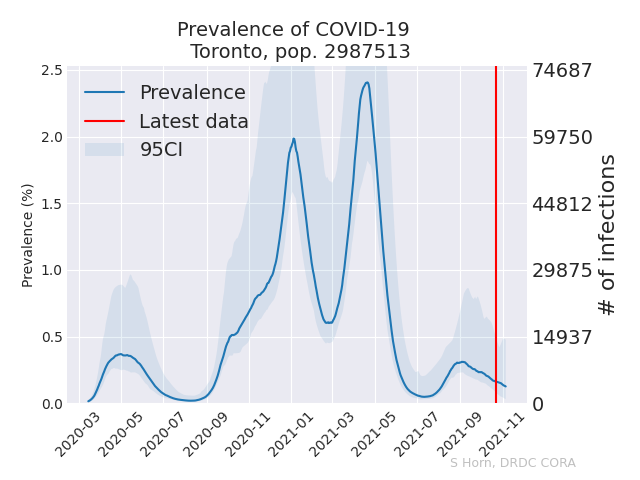 Prevalence of COVID-19
Toronto, pop. 2987513
Prevalence
Latest data
95CI
Prevalence (%)
2.5
2.0
1.5
1.0
0.5
0.0
74687
59750
44812
29875
14937
0
# of infections
2020-03
2020-05
2020-07
2020-09
2020-11
2021-01
2021-03
2021-05
2021-07
2021-09
2021-11
S Horn, DRDC CORA